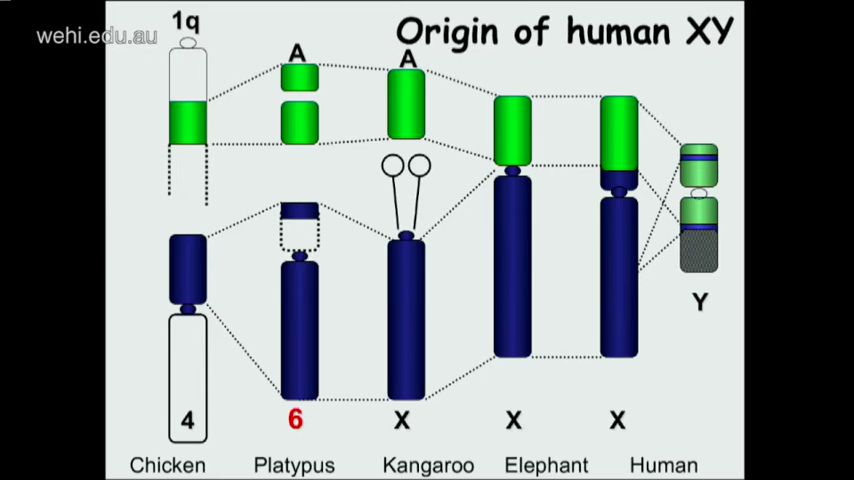 wehi.edu.au
1q
Origin of human XY
A
A
Y
4
6
X
X
X
Chicken
Platypus
Kangaroo
Elephant
Human